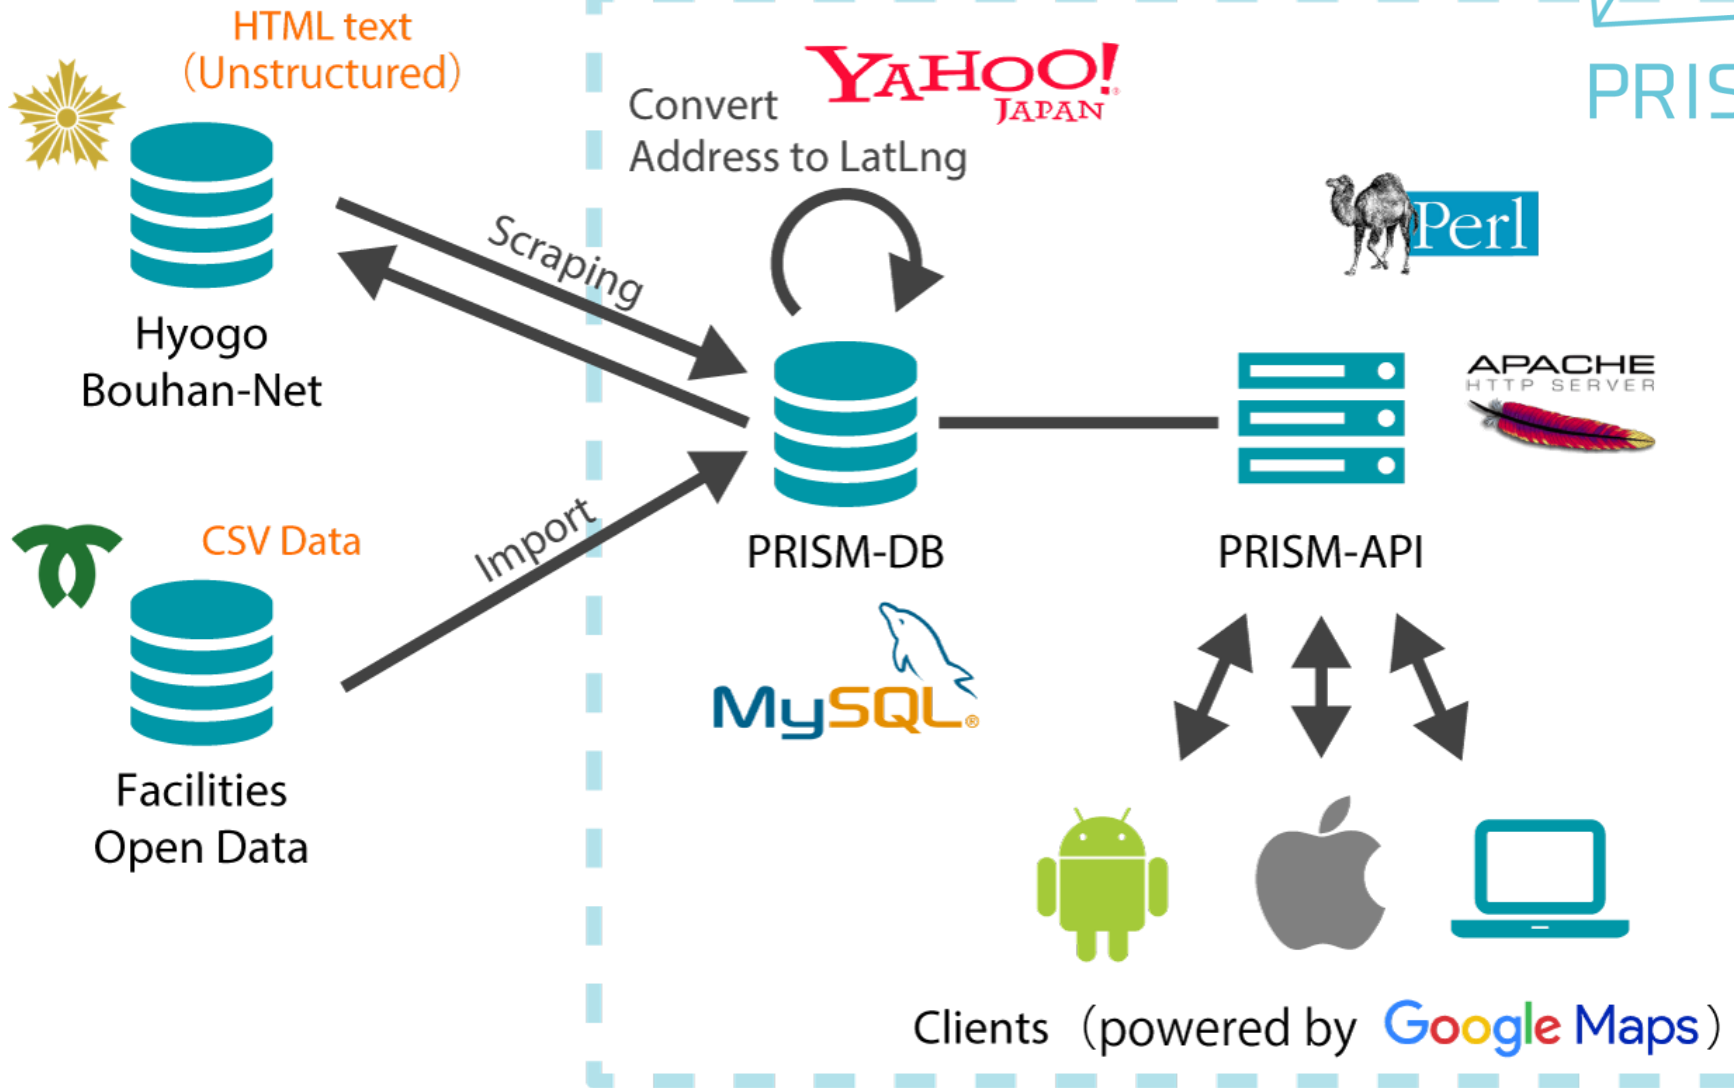 HTML text
（Unstructured）
Hyogo
Bouhan-Net
CSV Data
Facilities
Open Data
Scraping
Import
Convert
Address to LatLng
YAHOO!
JAPAN
PRISM-DB
MySQL®
Perl
APACHE
HTTP SERVER
PRISM-API
Clients （powered by Google Maps）